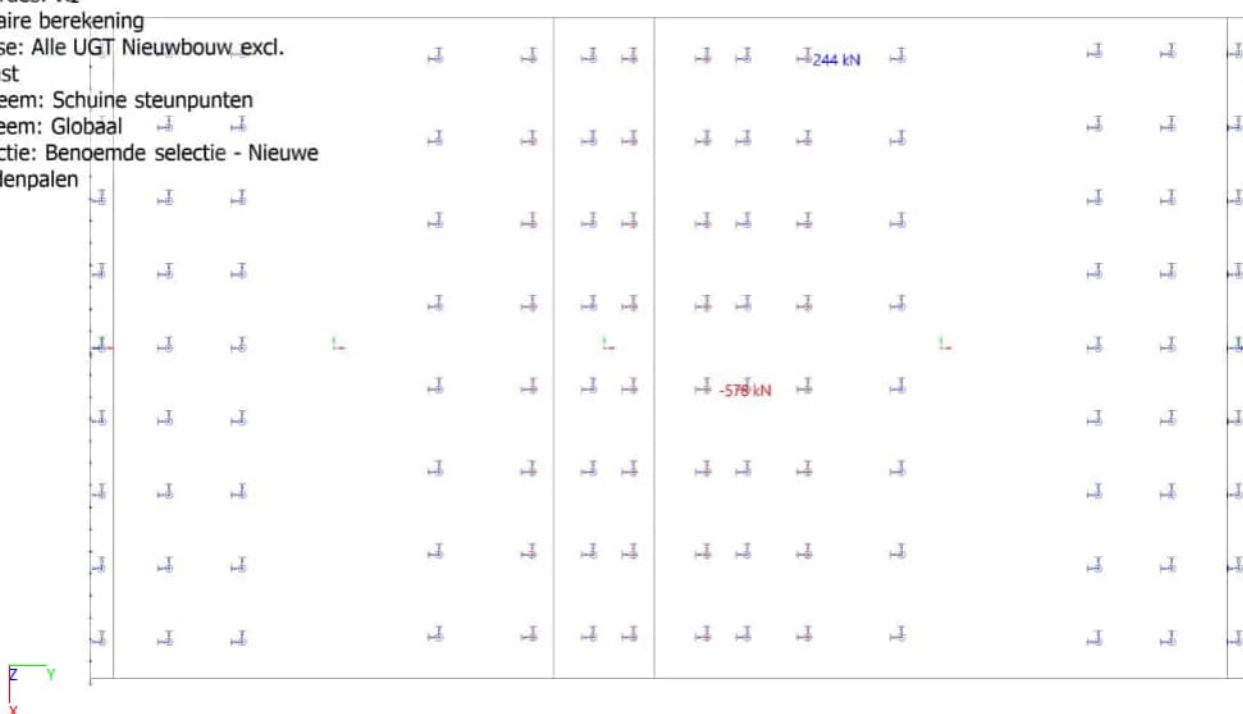 aire berekening
se: Alle UGT Nieuwbouw excl.
st
eem: Schuine steunpunten
eem: Globaal
ctie: Benoemde selectie - Nieuwe
lenpalen
244 kN
-578 kN
Z Y
X